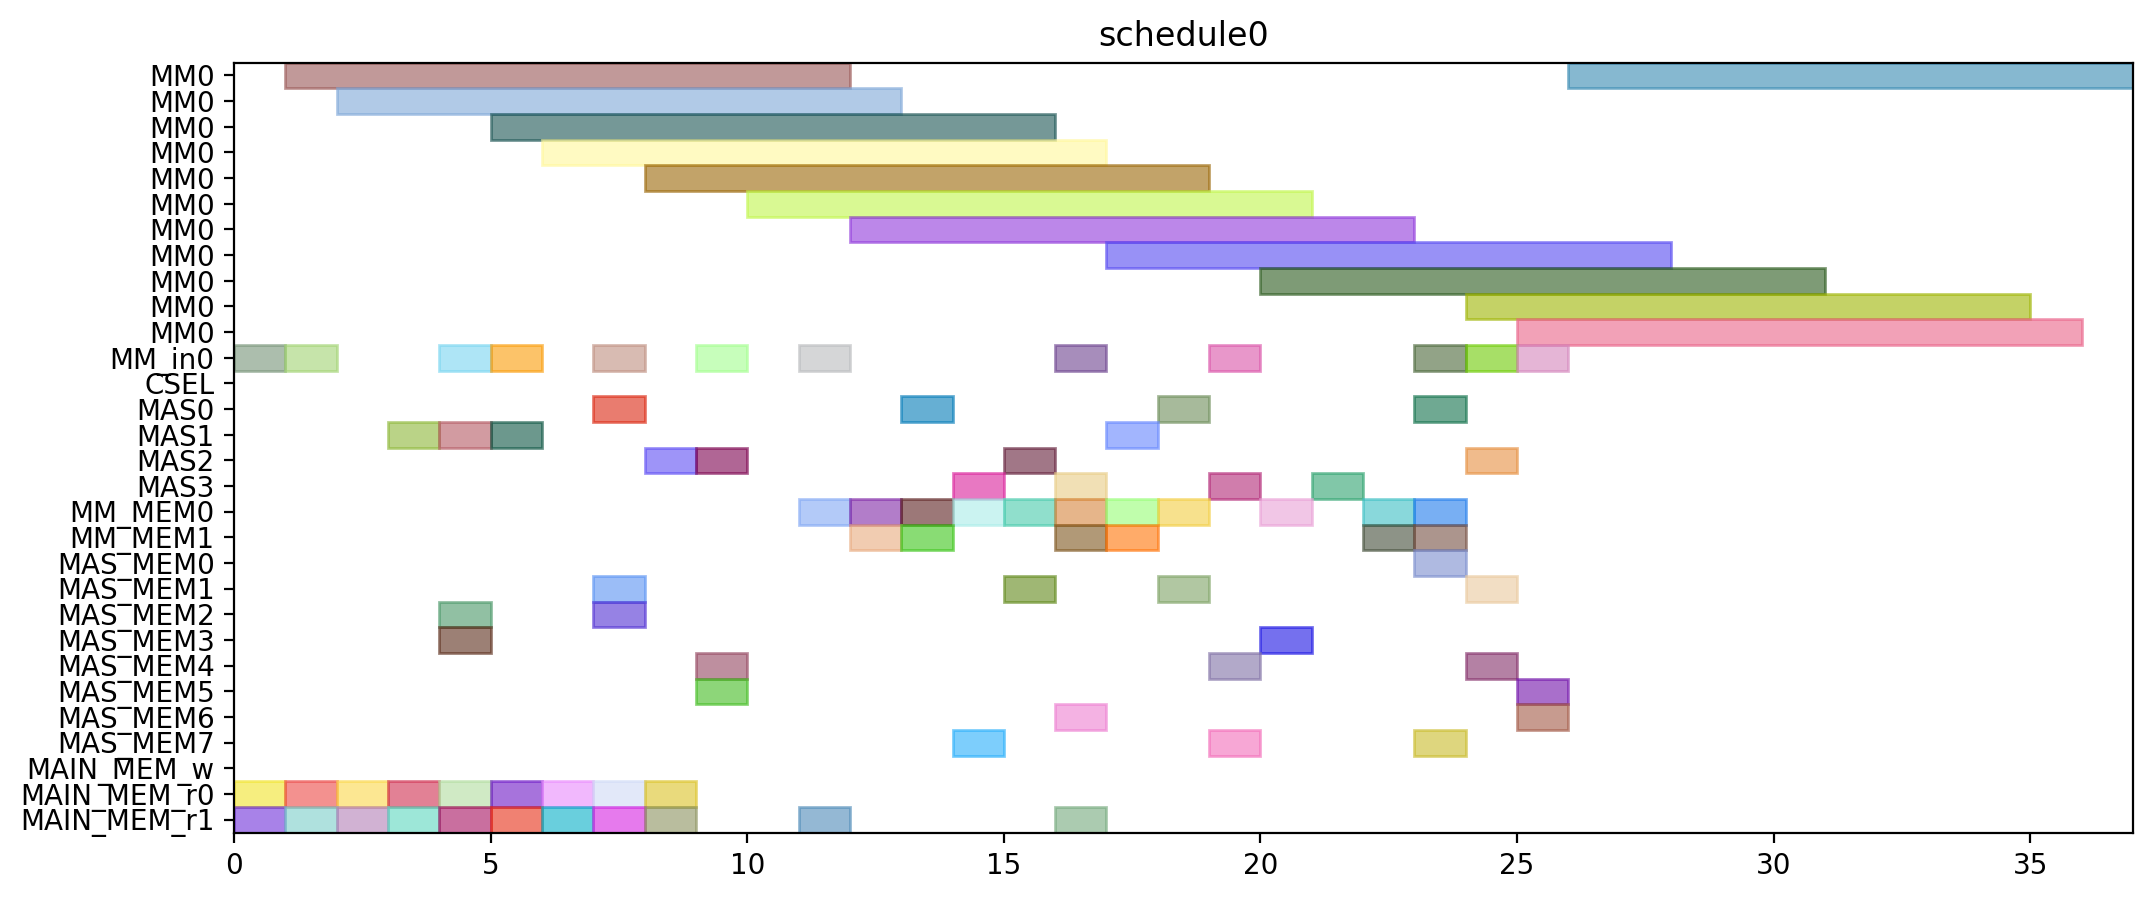 schedule0
MM0
MM0
MM0
MM0
MM0
MM0
MM0
MM0
MM0
MM0
MM0
MM_in0
CSEL
MAS0
MAS1
MAS2
MAS3
MM_MEM0
MM_MEM1
MAS_MEM0
MAS_MEM1
MAS_MEM2
MAS_MEM3
MAS_MEM4
MAS_MEM5
MAS_MEM6
MAS_MEM7
MAIN_MEM_w
MAIN_MEM_r0
MAIN_MEM_r1
0 5 10 15 20 25 30 35